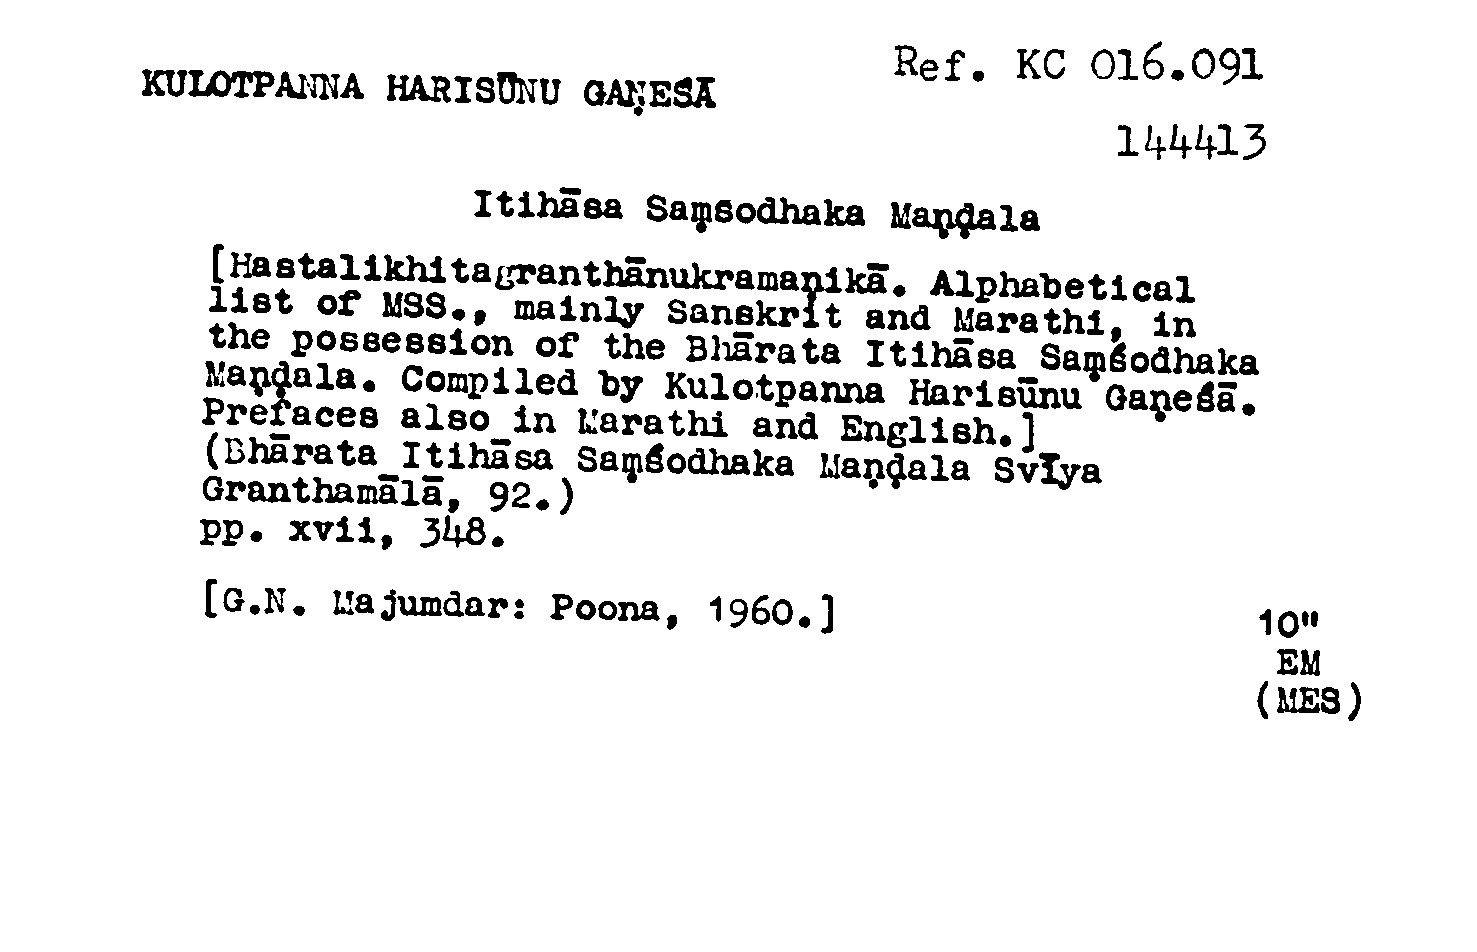 KULOTPANNA HARISŪNU GAṆEŚĀ
Ref. KC 016.091
144413
Itihāsa Saṃśodhaka Maṇḍala
[Hastalikhitagranthānukramaṇikā. Alphabetical
list of MSS., mainly Sanskrit and Marathi, in
the possession of the Bhārata Itihāsa Saṃśodhaka
Maṇḍala. Compiled by Kulotpanna Harisūnu Gaṇeśā.
Prefaces also in Marathi and English.]
(Bhārata Itihāsa Saṃśodhaka Maṇḍala Svīya
Granthamālā, 92.)
pp. xvii, 348.
[G.N. Majumdar: Poona, 1960.]
10"
EM
(MES)